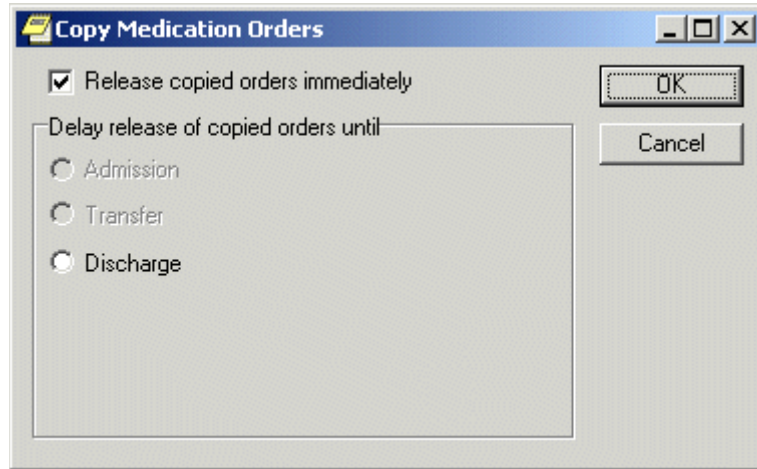 Copy Medication Orders
Release copied orders immediately
OK
Delay release of copied orders until
Cancel
Admission
Transfer
Discharge